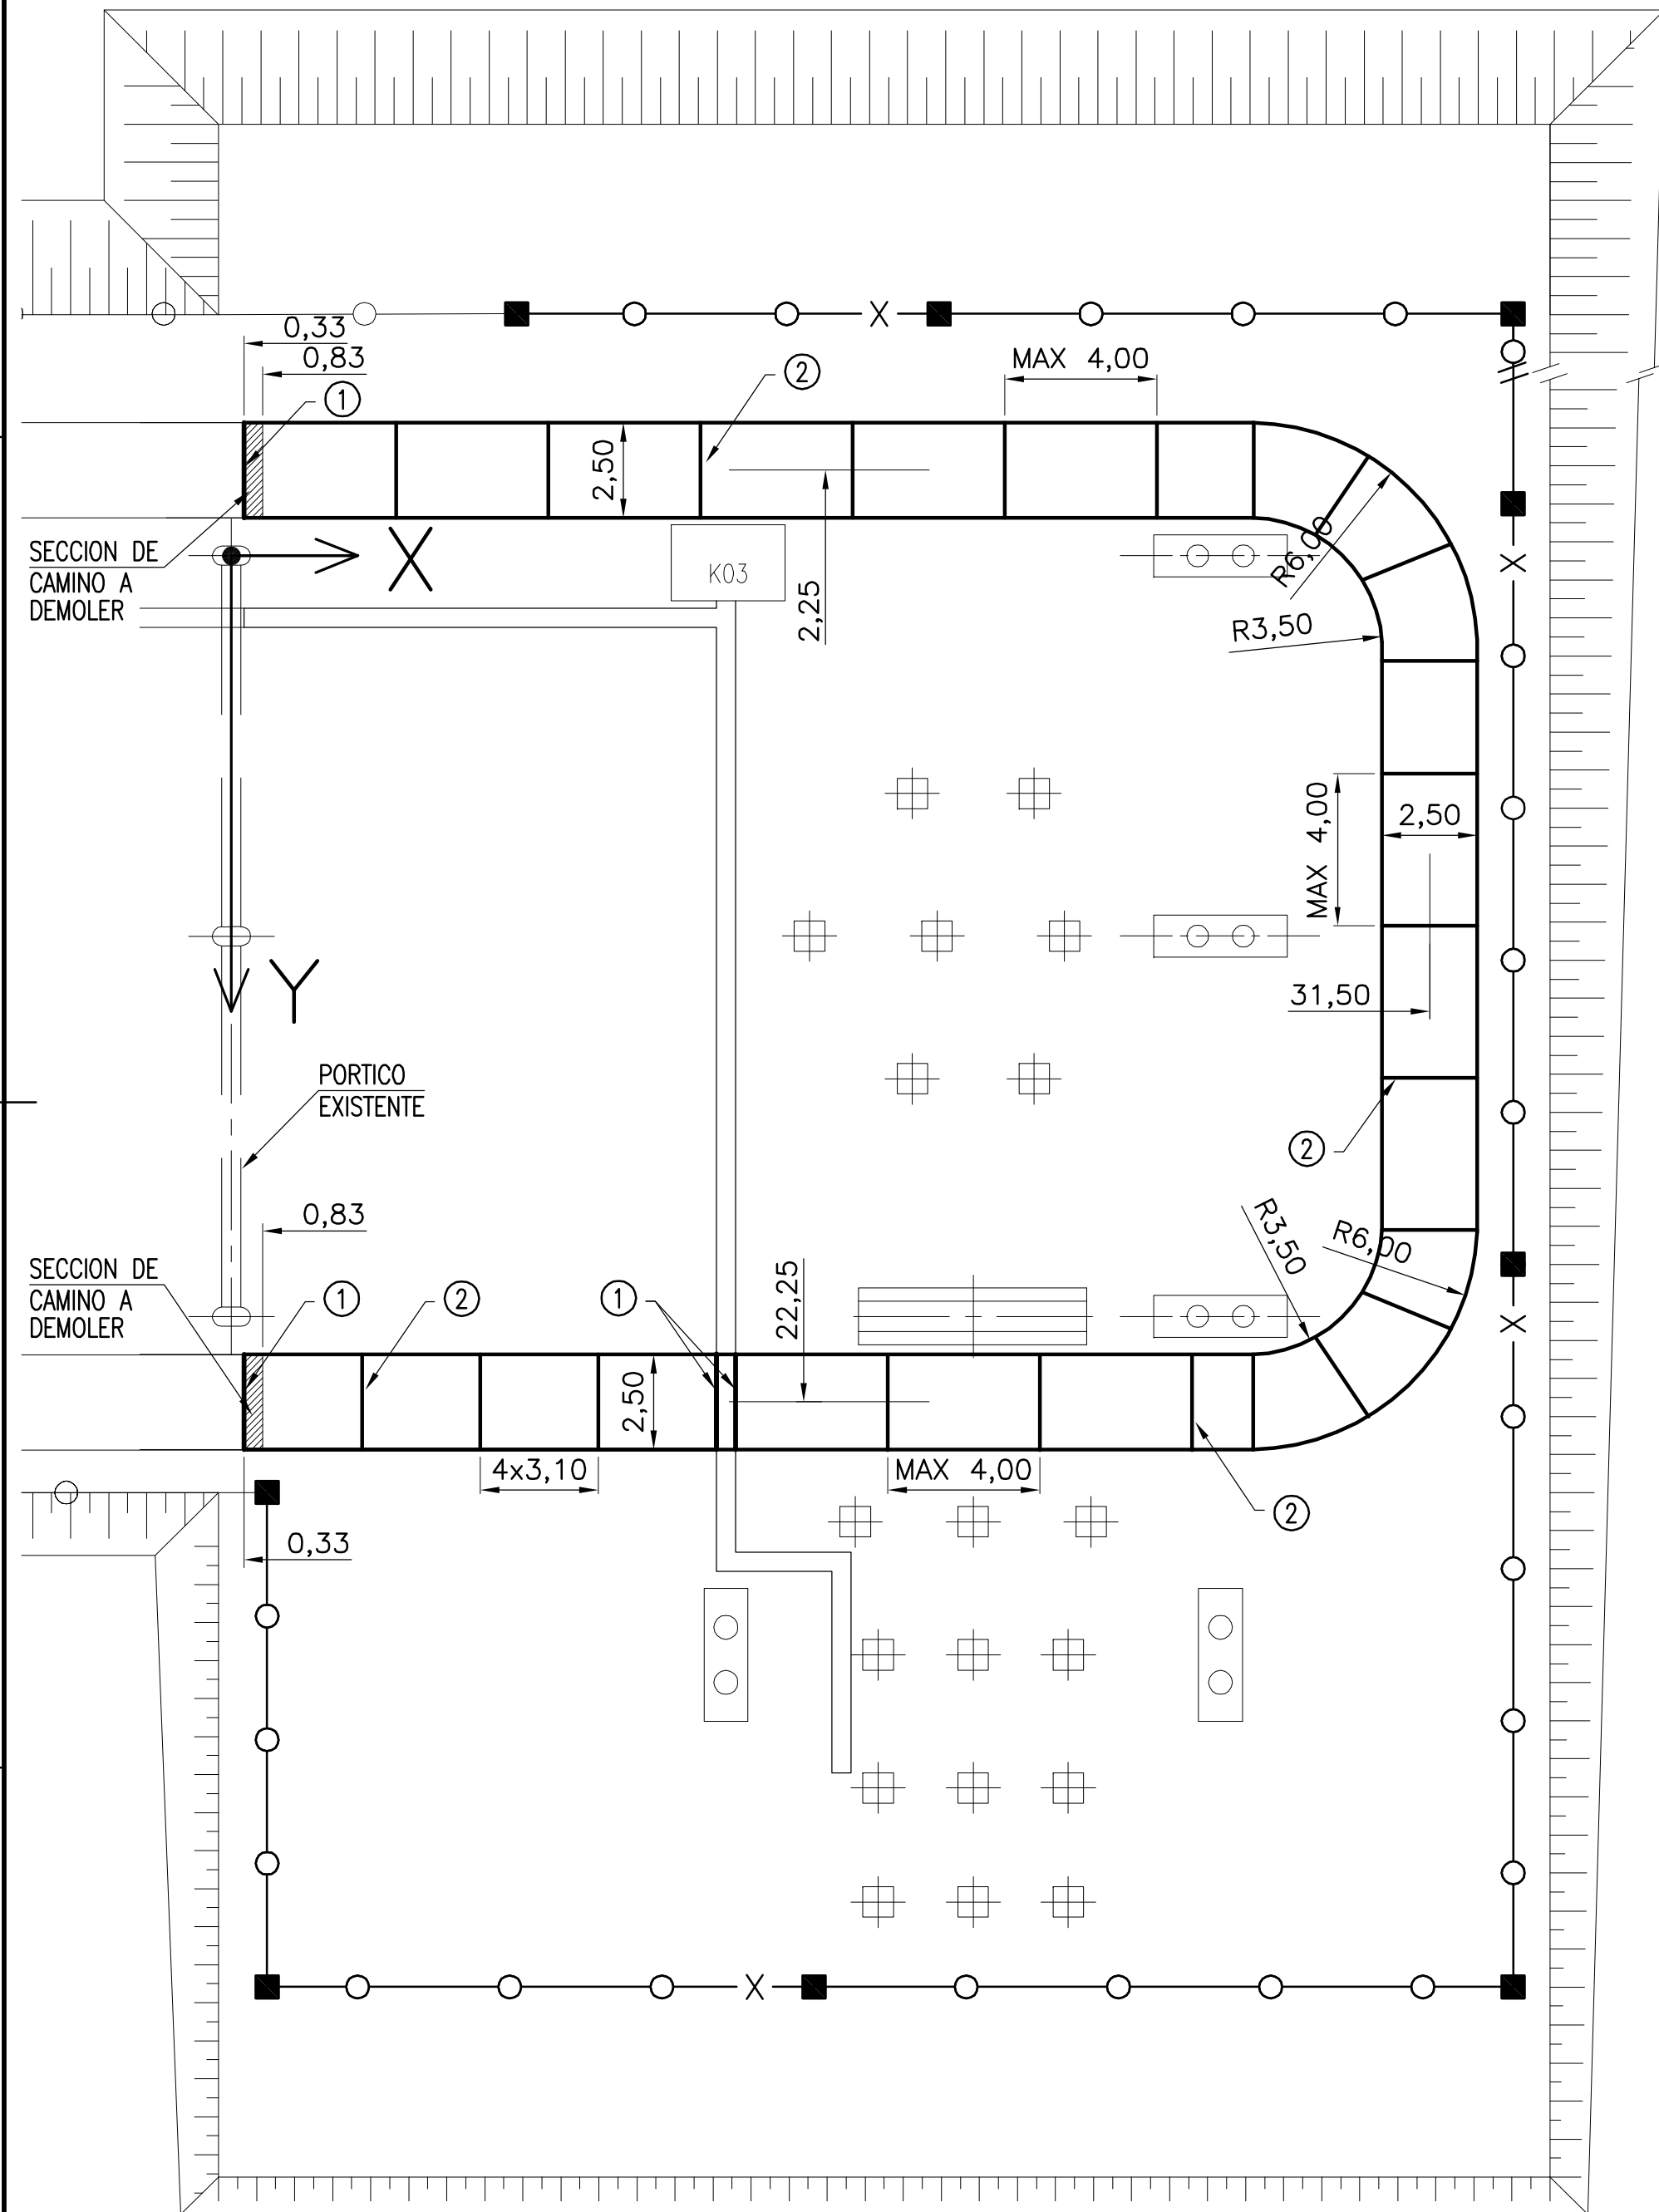 X
0,33
0,83
MAX 4,00
2
1
2,50
R6,00
SECCION DE
CAMINO A
DEMOLER
X
K03
X
2,25
R3,50
MAX 4,00
2,50
Y
31,50
PORTICO
EXISTENTE
2
0,83
R3,50
R6,00
SECCION DE
CAMINO A
DEMOLER
1
2
1
22,25
X
2,50
4x3,10
MAX 4,00
2
0,33
X